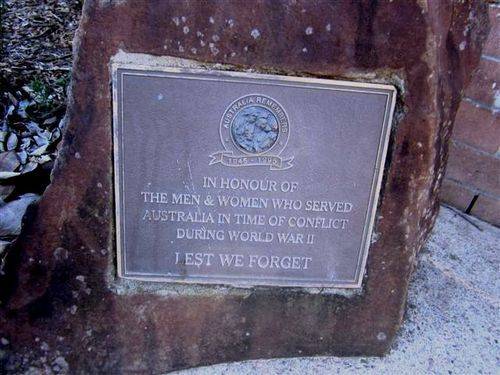 AUSTRALIA REMEMBERS
1945 - 1995
IN HONOUR OF
THE MEN & WOMEN WHO SERVED
AUSTRALIA IN TIME OF CONFLICT
DURING WORLD WAR II
LEST WE FORGET